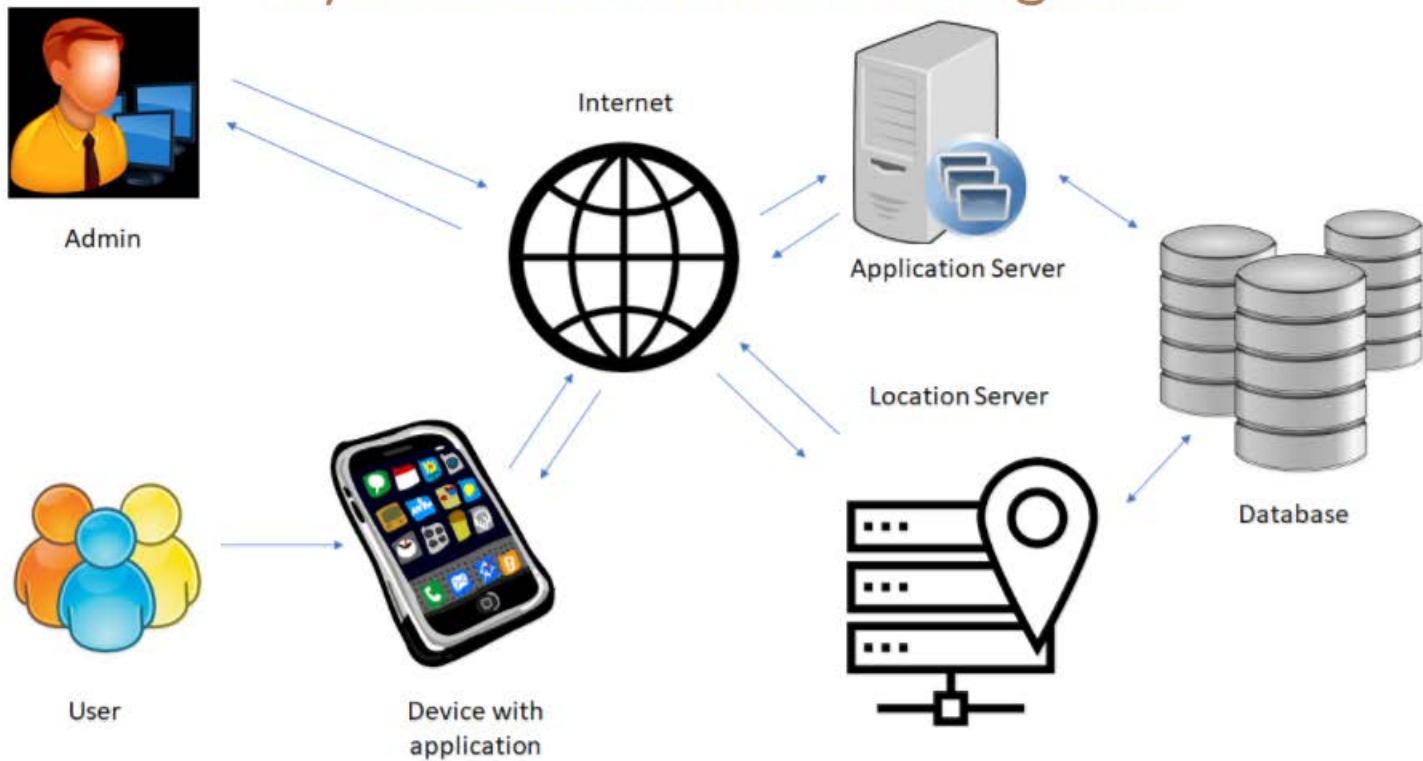 Internet
Admin
Application Server
Location Server
Database
User
Device with
application